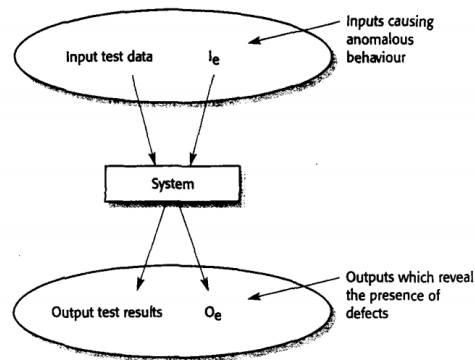 Inputs causing
anomalous
behaviour
Input test data Ie
System
Outputs which reveal
the presence of
defects
Output test results Oe